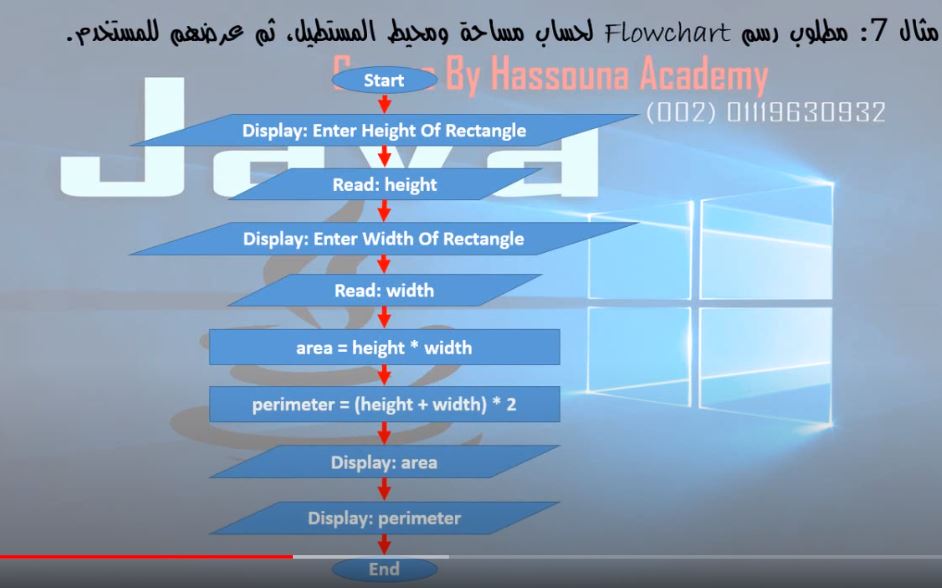 مثال 7: مطلوب رسم Flowchart لحساب مساحة ومحيط المستطيل، ثم عرضهم للمستخدم.
By Hassouna Academy
(002) 01119630932
Java
Start
Display: Enter Height Of Rectangle
Read: height
Display: Enter Width Of Rectangle
Read: width
area = height * width
perimeter = (height + width) * 2
Display: area
Display: perimeter
End